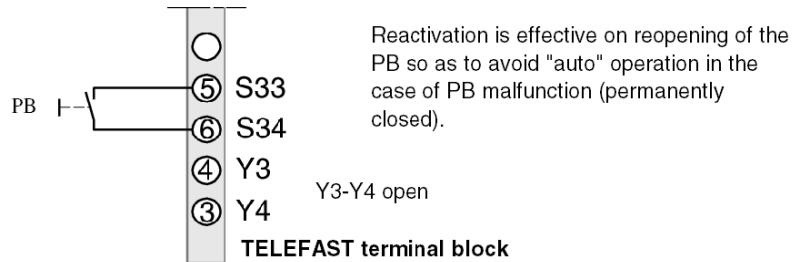 Reactivation is effective on reopening of the
PB so as to avoid "auto" operation in the
case of PB malfunction (permanently
closed).
5 S33
PB
6 S34
4 Y3
Y3-Y4 open
3 Y4
TELEFAST terminal block